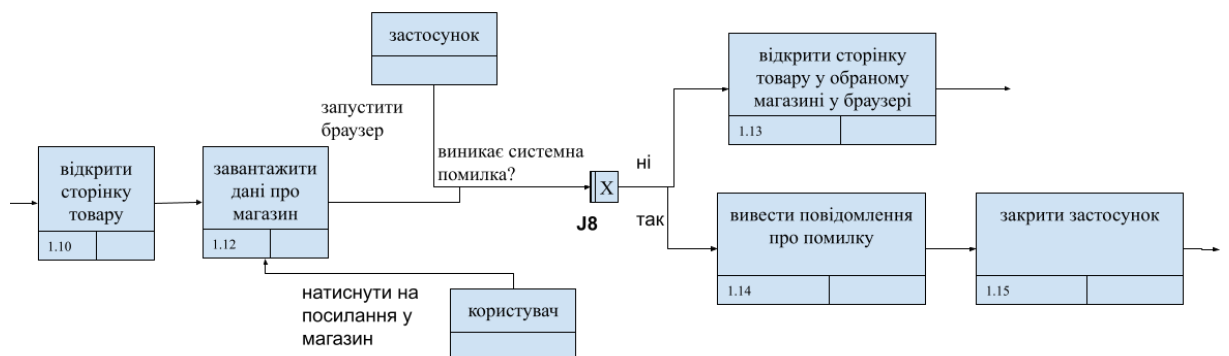 застосунок
запустити
браузер
виникає системна
помилка?
відкрити
сторінку
товару
1.10
завантажити
дані про
магазин
1.12
X
J8
ні
так
відкрити сторінку
товару у обраному
магазині у браузері
1.13
вивести повідомлення
про помилку
1.14
закрити застосунок
1.15
натиснути на
посилання у
магазин
користувач